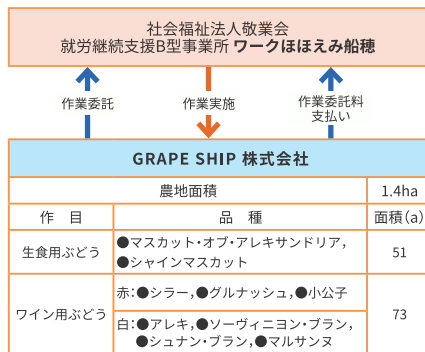 社会福祉法人敬業会
就労継続支援B型事業所 ワークほほえみ船穂
作業委託
作業実施
作業委託料
支払い
GRAPE SHIP 株式会社
農地面積 1.4ha
作　目 品　種 面積(a)
生食用ぶどう
●マスカット・オブ・アレキサンドリア，
●シャインマスカット
51
ワイン用ぶどう
赤：●シラー，●グルナッシュ，●小公子
白：●アレキ，●ソーヴィニヨン・ブラン，
●シュナン・ブラン，●マルサンヌ
73